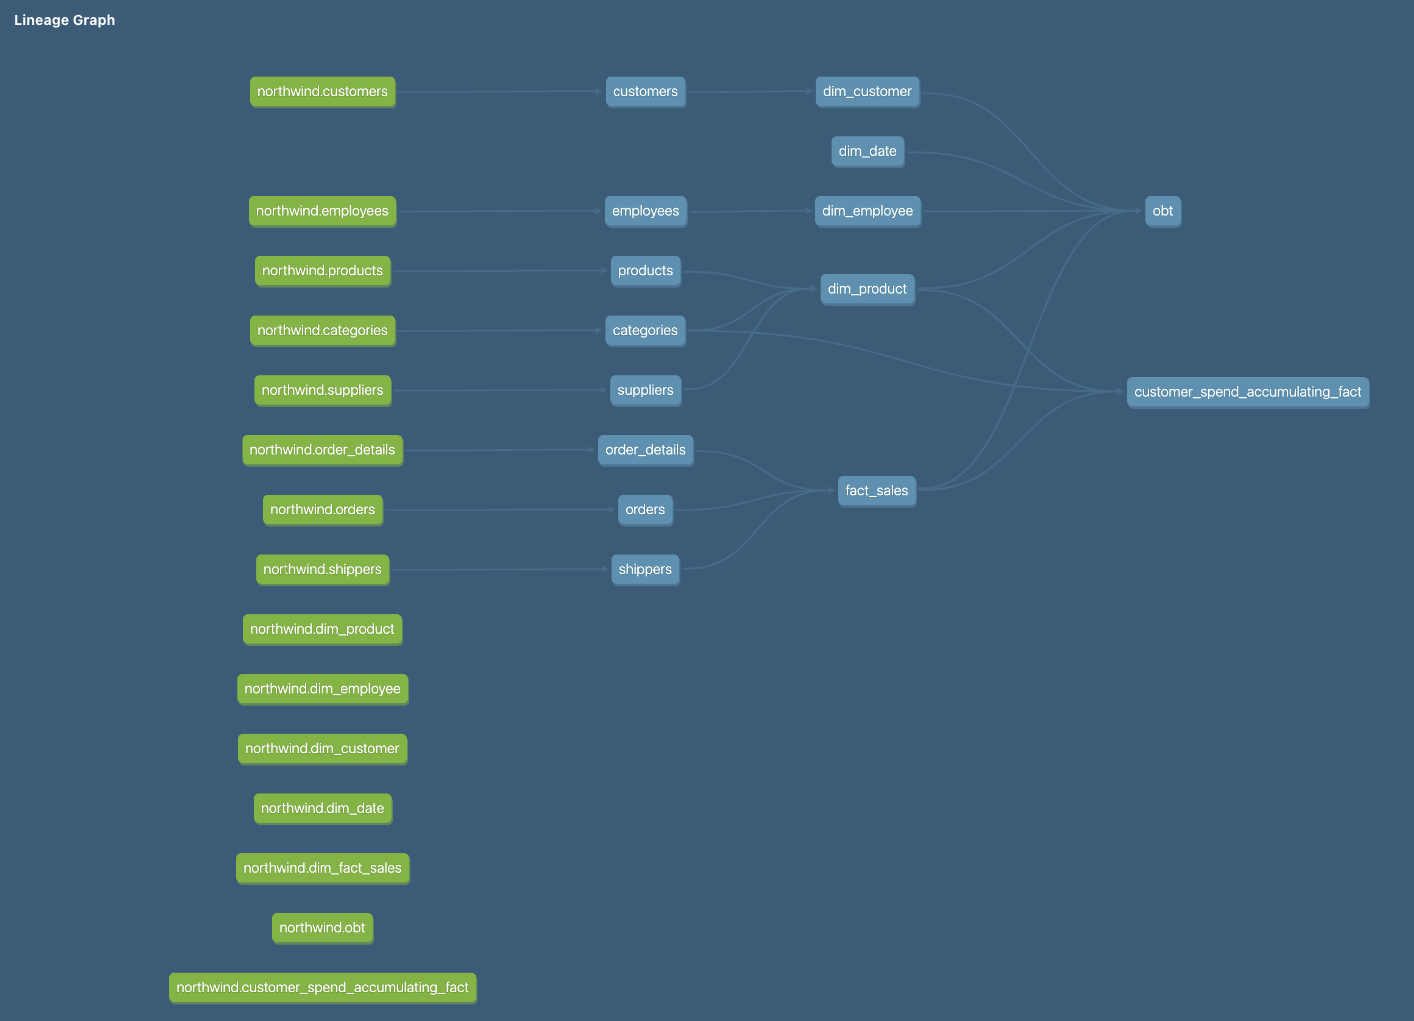 Lineage Graph
northwind.customers
customers
dim_customer
dim_date
northwind.employees
employees
dim_employee
obt
northwind.products
products
dim_product
northwind.categories
categories
northwind.suppliers
suppliers
customer_spend_accumulating_fact
northwind.order_details
order_details
fact_sales
northwind.orders
orders
northwind.shippers
shippers
northwind.dim_product
northwind.dim_employee
northwind.dim_customer
northwind.dim_date
northwind.dim_fact_sales
northwind.obt
northwind.customer_spend_accumulating_fact